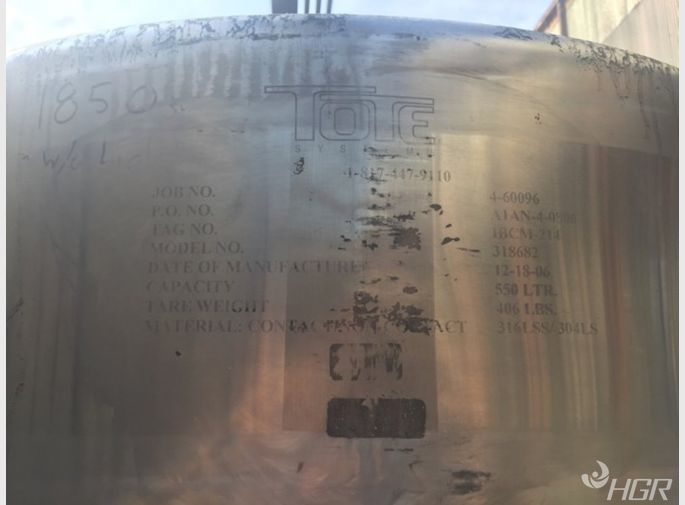 1850
w/o Lid
TOTE
SYSTEMS
1-817-447-9110
JOB NO. 4-60096
P.O. NO.
TAG NO. IBCM-214
MODEL NO. 318682
DATE OF MANUFACTURE 12-18-06
CAPACITY 550 LTR.
TARE WEIGHT 406 LBS.
MATERIAL: CONTACT/NON-CONTACT 316LSS/304LS
HGR